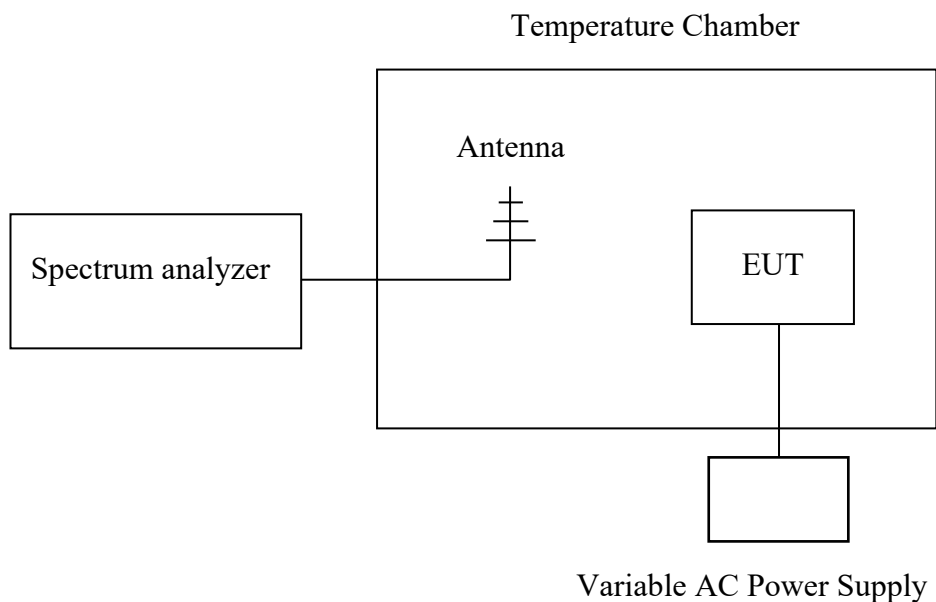 Temperature Chamber
Antenna
Spectrum analyzer
EUT
Variable AC Power Supply